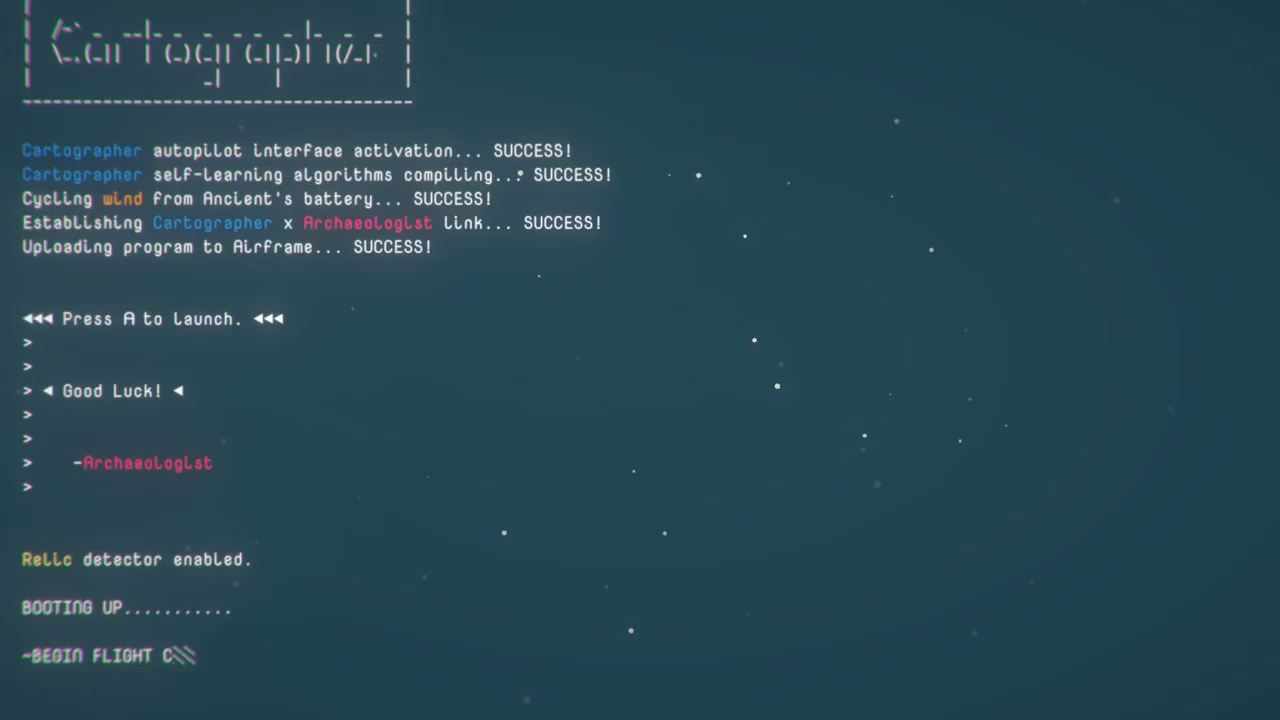 Cartographer
Cartographer autopilot interface activation... SUCCESS!
Cartographer self-learning algorithms compiling... SUCCESS!
Cycling wind from Ancient's battery... SUCCESS!
Establishing Cartographer x Archaeologist link... SUCCESS!
Uploading program to Airframe... SUCCESS!
◄◄◄ Press A to launch. ◄◄◄
>
>
> ◄ Good Luck! ◄
>
>
> -Archaeologist
>
Relic detector enabled.
BOOTING UP...........
~BEGIN FLIGHT C\\